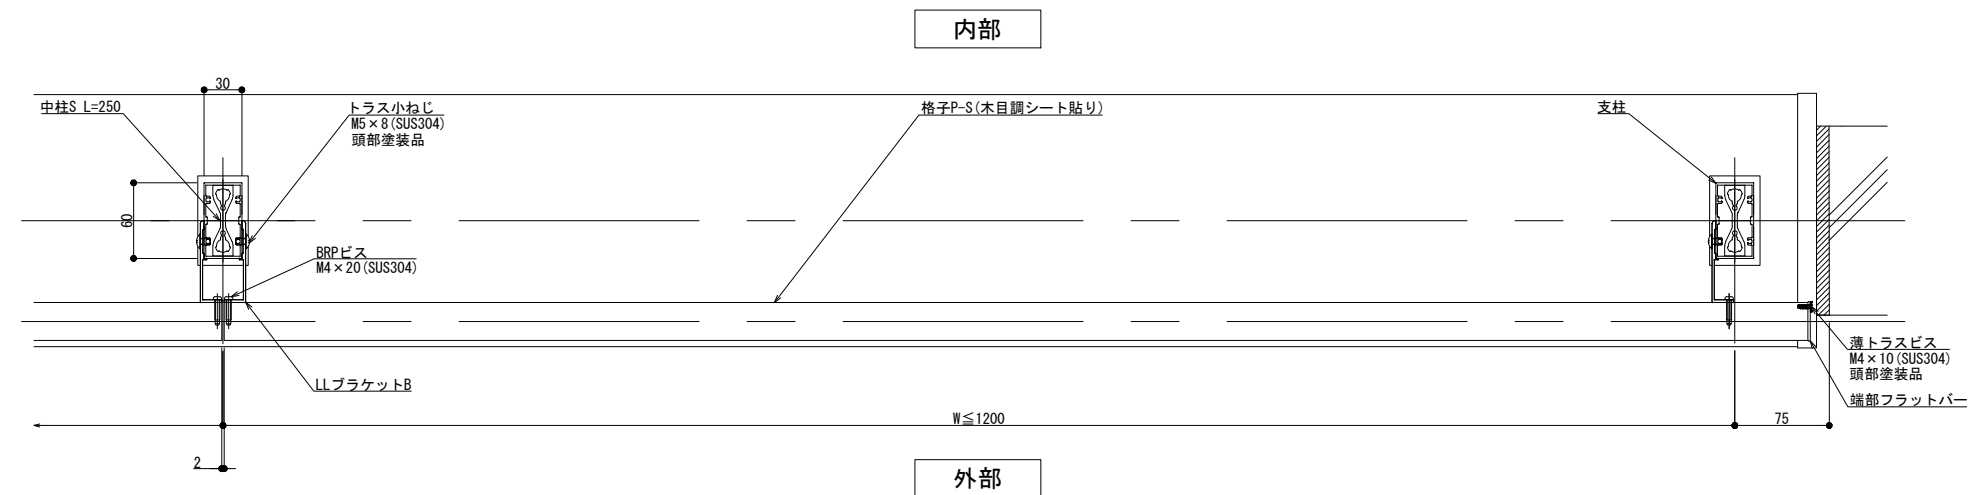 内部
30
中柱S L=250
トラス小ねじ
M5×8(SUS304)
頭部塗装品
格子P-S(木目調シート貼り)
支柱
60
BRPビス
M4×20(SUS304)
薄トラスビス
M4×10(SUS304)
頭部塗装品
LLブラケットB
端部フラットバー
W≦1200
75
2
外部